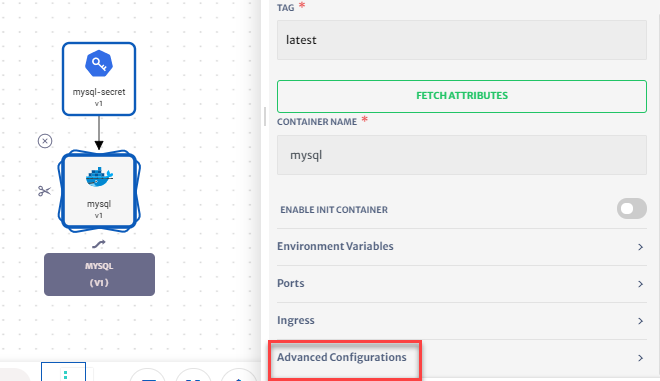 mysql-secret
v1
mysql
v1
MYSQL
(V1)
TAG *
latest
FETCH ATTRIBUTES
CONTAINER NAME *
mysql
ENABLE INIT CONTAINER
Environment Variables
Ports
Ingress
Advanced Configurations